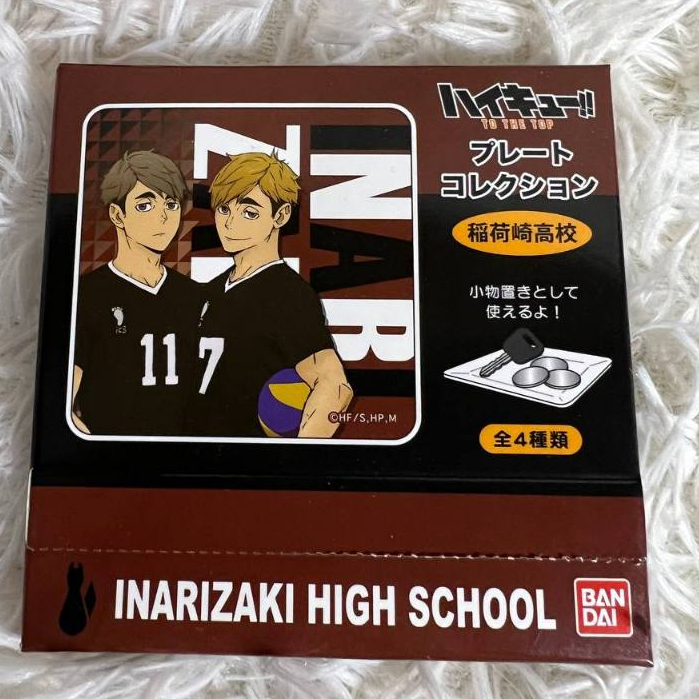 ハイキュー!!
TO THE TOP
プレート
コレクション
稲荷崎高校
小物置きとして
使えるよ！
全4種類
INARI
ZAKI
11
7
©HF/S,HP,M
INARIZAKI HIGH SCHOOL
BAN
DAI